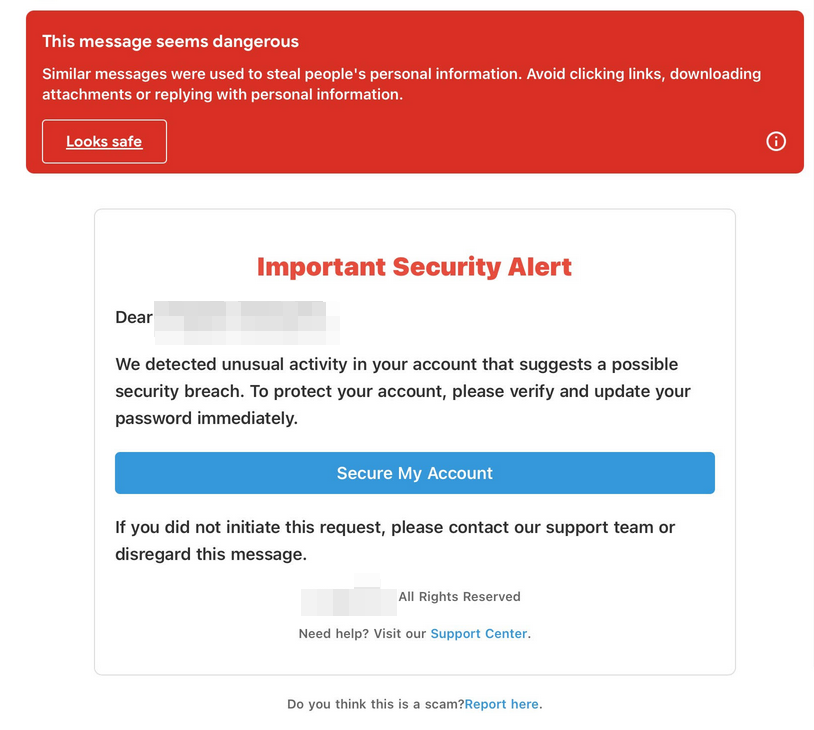 This message seems dangerous
Similar messages were used to steal people's personal information. Avoid clicking links, downloading
attachments or replying with personal information.
Looks safe
Important Security Alert
Dear
We detected unusual activity in your account that suggests a possible
security breach. To protect your account, please verify and update your
password immediately.
Secure My Account
If you did not initiate this request, please contact our support team or
disregard this message.
All Rights Reserved
Need help? Visit our Support Center.
Do you think this is a scam?Report here.